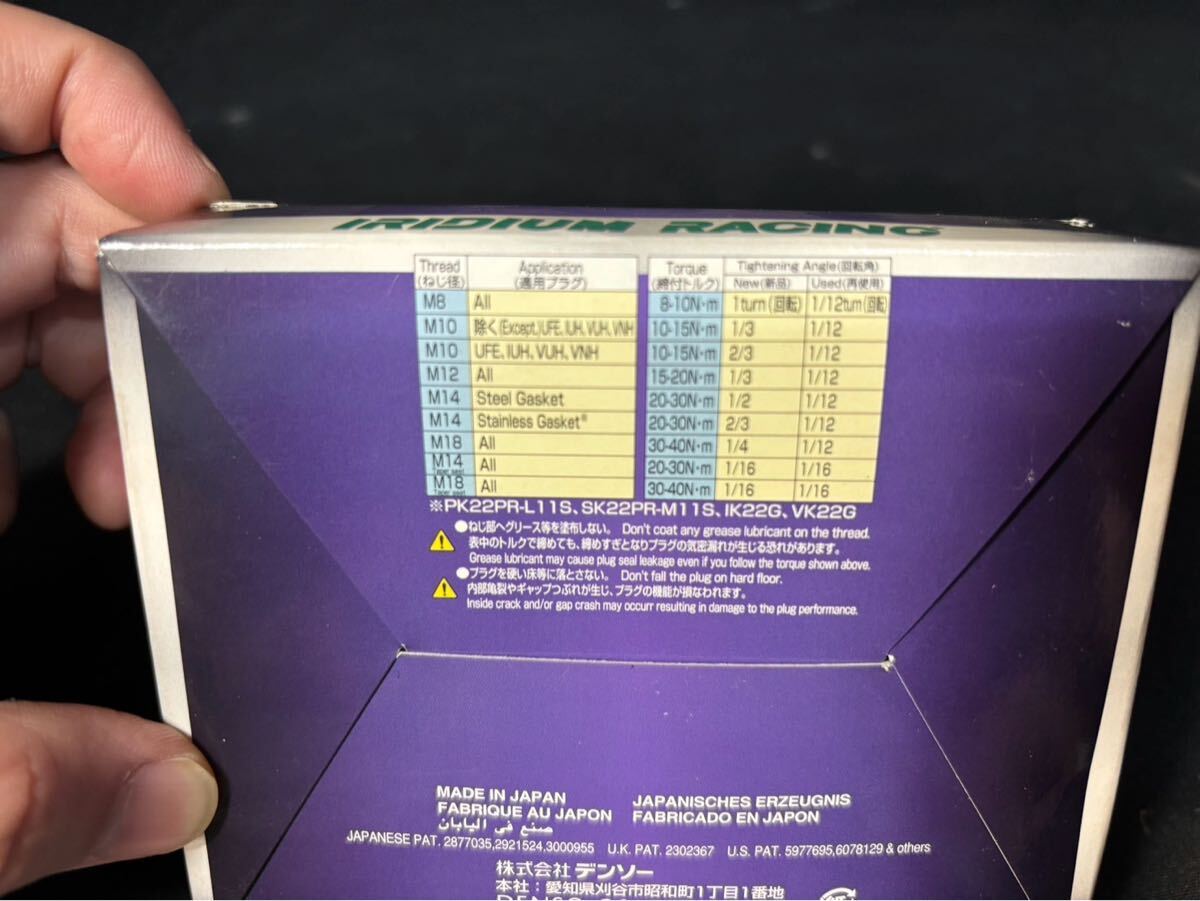 IRIDIUM RACING
Thread Application Torque Tightening Angle(回転角)
(ねじ径) (適用プラグ) (締付トルク) New(新品) Used(再使用)
M8 All 8-10N·m 1turn(回転) 1/12turn(回転)
M10 除く(Except)UFE, IUH, VUH, VNH 10-15N·m 1/3 1/12
M10 UFE, IUH, VUH, VNH 10-15N·m 2/3 1/12
M12 All 15-20N·m 1/3 1/12
M14 Steel Gasket 20-30N·m 1/2 1/12
M14 Stainless Gasket※ 20-30N·m 2/3 1/12
M18 All 30-40N·m 1/4 1/12
M14 Taper seat All 20-30N·m 1/16 1/16
M18 Taper seat All 30-40N·m 1/16 1/16
※PK22PR-L11S、SK22PR-M11S、IK22G、VK22G
●ねじ部へグリース等を塗布しない。 Don't coat any grease lubricant on the thread.
表中のトルクで締めても、締めすぎとなりプラグの気密漏れが生じる恐れがあります。
Grease lubricant may cause plug seal leakage even if you follow the torque shown above.
●プラグを硬い床等に落とさない。 Don't fall the plug on hard floor.
内部亀裂やギャップつぶれが生じ、プラグの機能が損なわれます。
Inside crack and/or gap crash may occurr resulting in damage to the plug performance.
MADE IN JAPAN JAPANISCHES ERZEUGNIS
FABRIQUE AU JAPON FABRICADO EN JAPON
صنع في اليابان
JAPANESE PAT. 2877035,2921524,3000955 U.K. PAT. 2302367 U.S. PAT. 5977695,6078129 & others
株式会社 デンソー
本社：愛知県刈谷市昭和町1丁目1番地